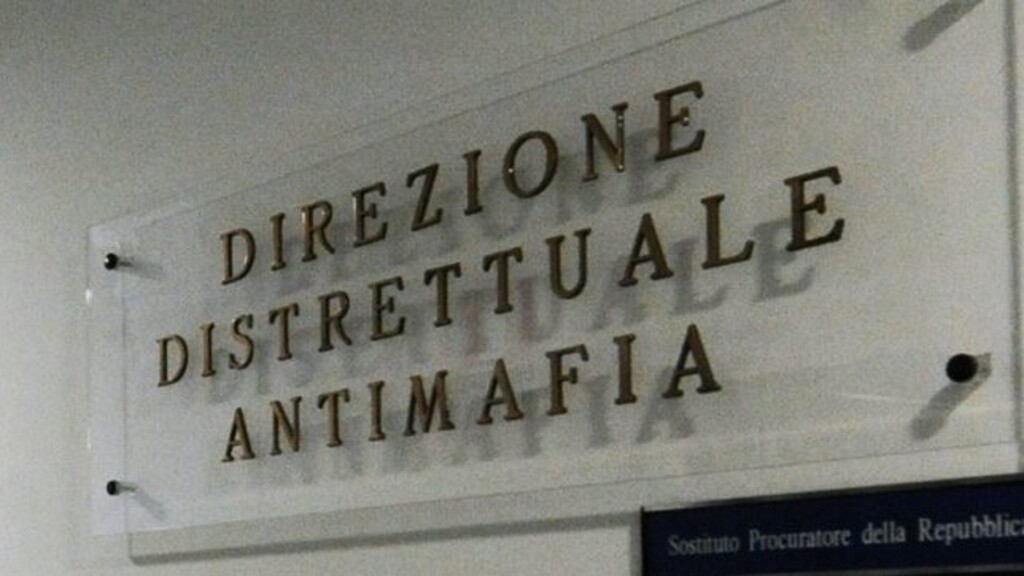 DIREZIONE
DISTRETTUALE
ANTIMAFIA
Sostituto Procuratore della Repubblica